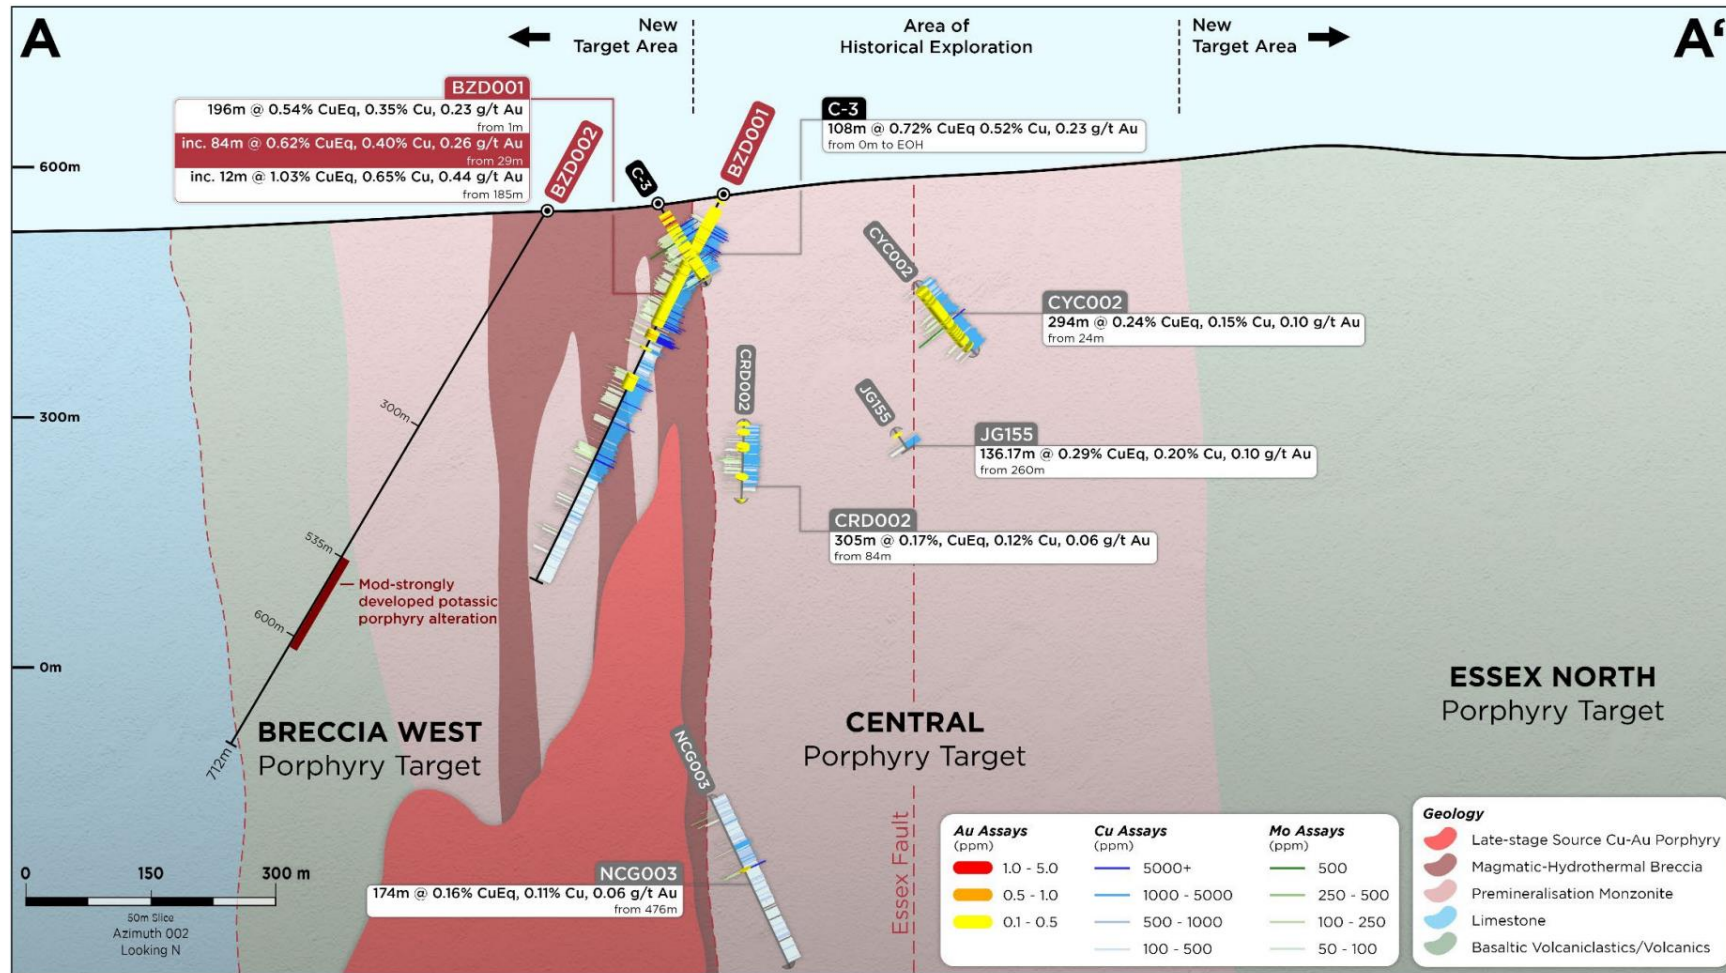 A
New
Target Area
Area of
Historical Exploration
New
Target Area
A'
BZD001
196m @ 0.54% CuEq, 0.35% Cu, 0.23 g/t Au
from 1m
inc. 84m @ 0.62% CuEq, 0.40% Cu, 0.26 g/t Au
from 29m
inc. 12m @ 1.03% CuEq, 0.65% Cu, 0.44 g/t Au
from 185m
BZD002
C-3
BZD001
C-3
108m @ 0.72% CuEq 0.52% Cu, 0.23 g/t Au
from 0m to EOH
600m
300m
0m
CYC002
CYC002
294m @ 0.24% CuEq, 0.15% Cu, 0.10 g/t Au
from 24m
CRD002
JG155
JG155
136.17m @ 0.29% CuEq, 0.20% Cu, 0.10 g/t Au
from 260m
CRD002
305m @ 0.17%, CuEq, 0.12% Cu, 0.06 g/t Au
from 84m
300m
535m
600m
712m
Mod-strongly
developed potassic
porphyry alteration
BRECCIA WEST
Porphyry Target
CENTRAL
Porphyry Target
ESSEX NORTH
Porphyry Target
NCG003
NCG003
174m @ 0.16% CuEq, 0.11% Cu, 0.06 g/t Au
from 476m
Essex Fault
0 150 300 m
50m Slice
Azimuth 002
Looking N
Au Assays
(ppm)
1.0 - 5.0
0.5 - 1.0
0.1 - 0.5
Cu Assays
(ppm)
5000+
1000 - 5000
500 - 1000
100 - 500
Mo Assays
(ppm)
500
250 - 500
100 - 250
50 - 100
Geology
Late-stage Source Cu-Au Porphyry
Magmatic-Hydrothermal Breccia
Premineralisation Monzonite
Limestone
Basaltic Volcaniclastics/Volcanics